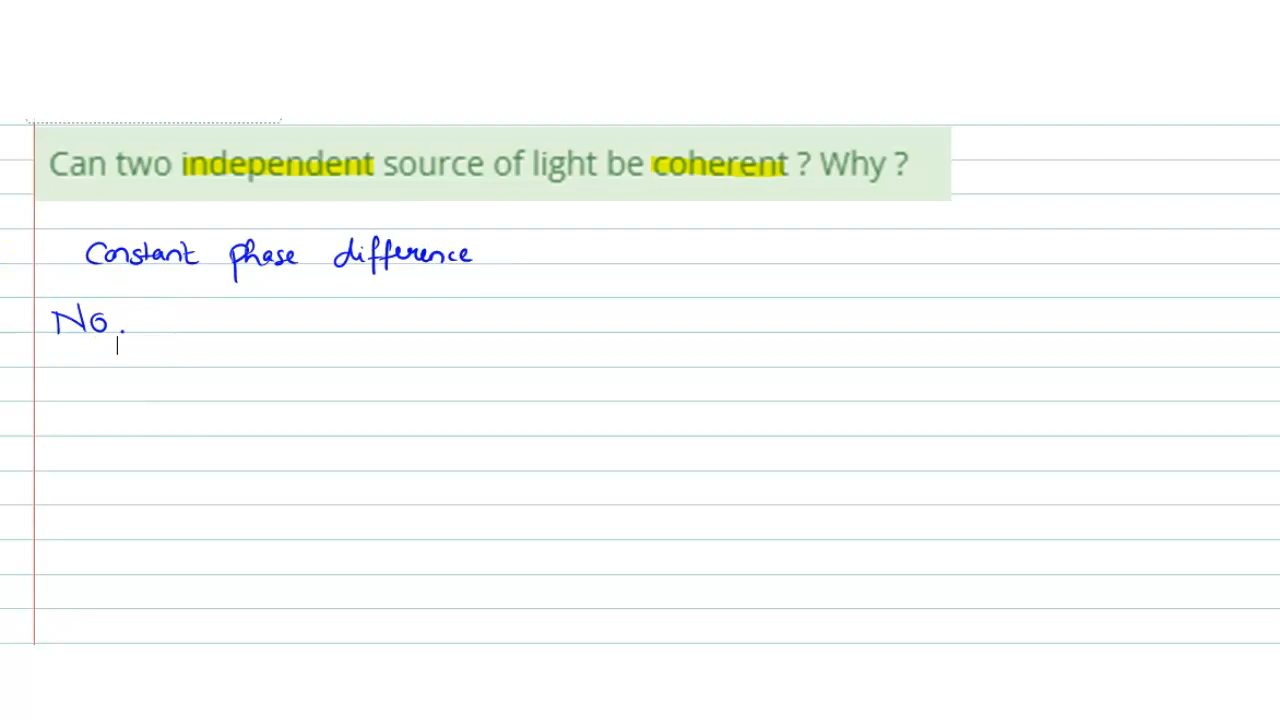 Can two independent source of light be coherent ? Why ?
Constant phase difference
No.